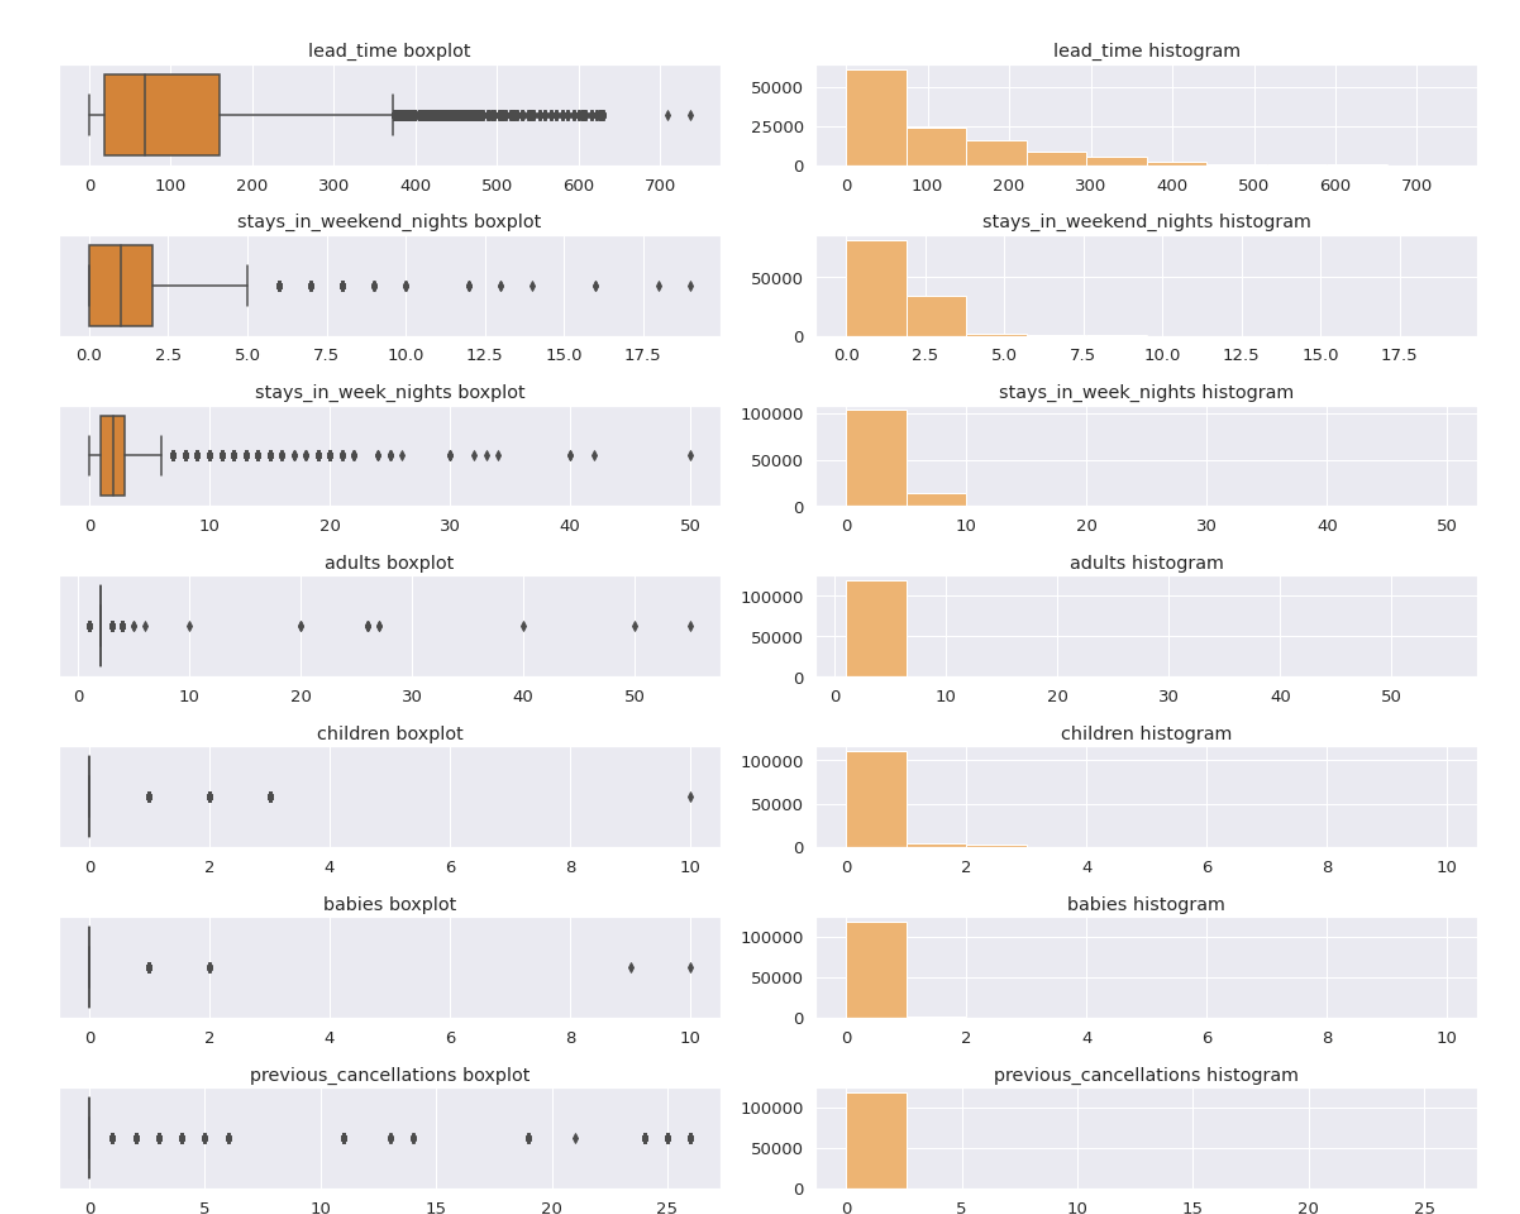 lead_time boxplot
0 100 200 300 400 500 600 700
lead_time histogram
50000
25000
0
0 100 200 300 400 500 600 700
stays_in_weekend_nights boxplot
0.0 2.5 5.0 7.5 10.0 12.5 15.0 17.5
stays_in_weekend_nights histogram
50000
0
0.0 2.5 5.0 7.5 10.0 12.5 15.0 17.5
stays_in_week_nights boxplot
0 10 20 30 40 50
stays_in_week_nights histogram
100000
50000
0
0 10 20 30 40 50
adults boxplot
0 10 20 30 40 50
adults histogram
100000
50000
0
0 10 20 30 40 50
children boxplot
0 2 4 6 8 10
children histogram
100000
50000
0
0 2 4 6 8 10
babies boxplot
0 2 4 6 8 10
babies histogram
100000
50000
0
0 2 4 6 8 10
previous_cancellations boxplot
0 5 10 15 20 25
previous_cancellations histogram
100000
50000
0
0 5 10 15 20 25